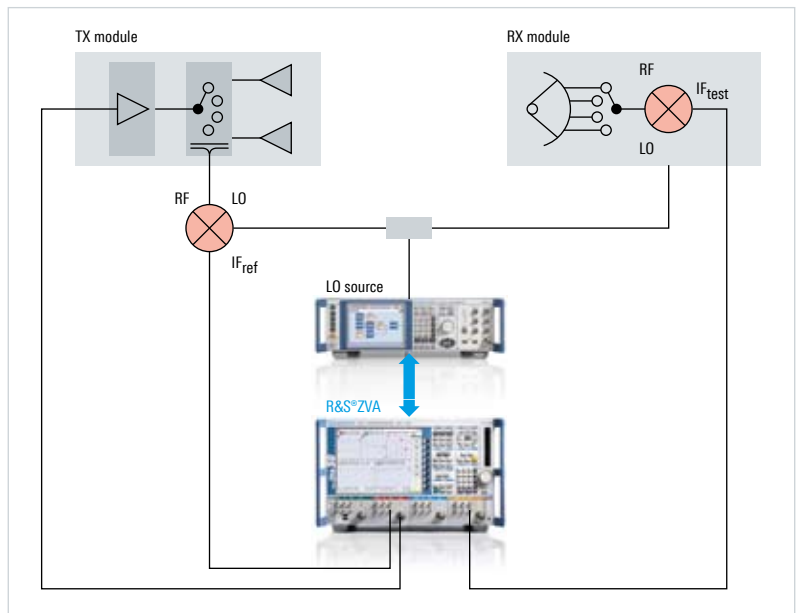 TX module
RX module
RF
IFtest
LO
RF LO
IFref
LO source
R&S®ZVA